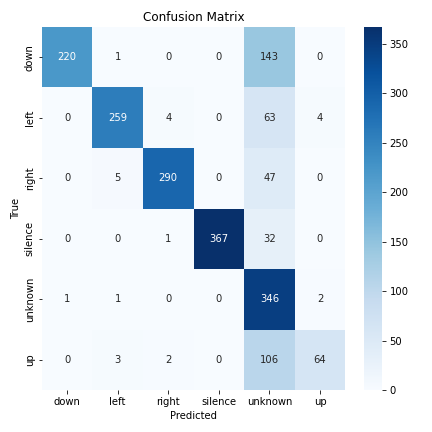 Confusion Matrix
True
down 220 1 0 0 143 0
left 0 259 4 0 63 4
right 0 5 290 0 47 0
silence 0 0 1 367 32 0
unknown 1 1 0 0 346 2
up 0 3 2 0 106 64
down left right silence unknown up
Predicted
350
300
250
200
150
100
50
0